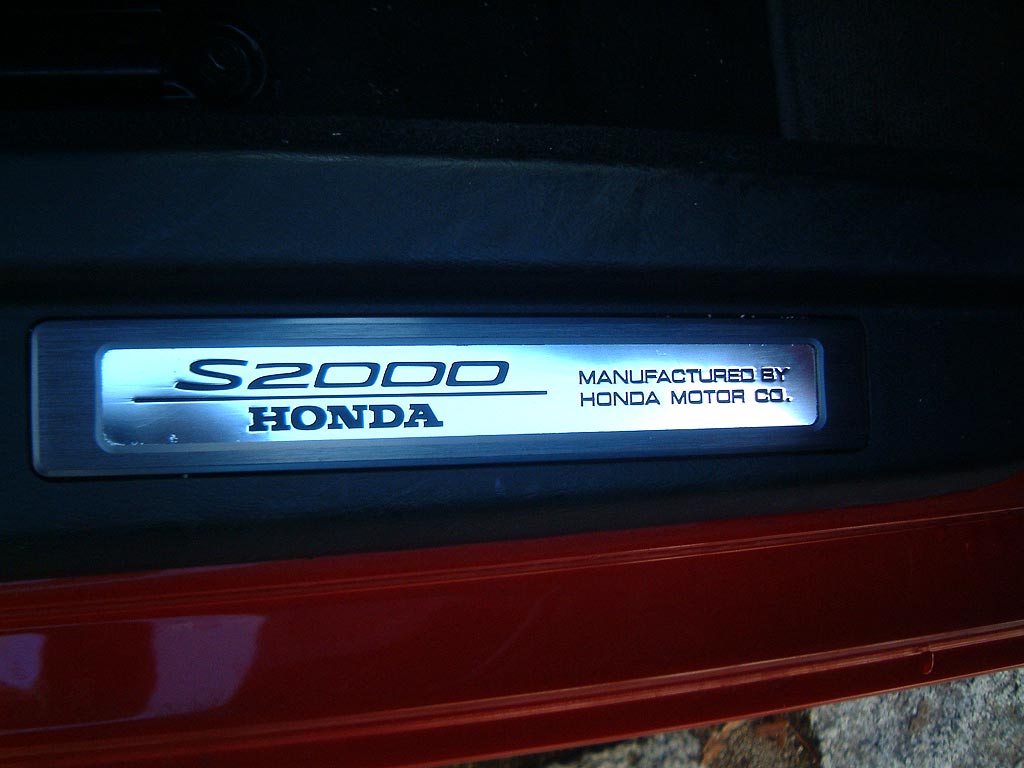 S2000
HONDA
MANUFACTURED BY
HONDA MOTOR CO.